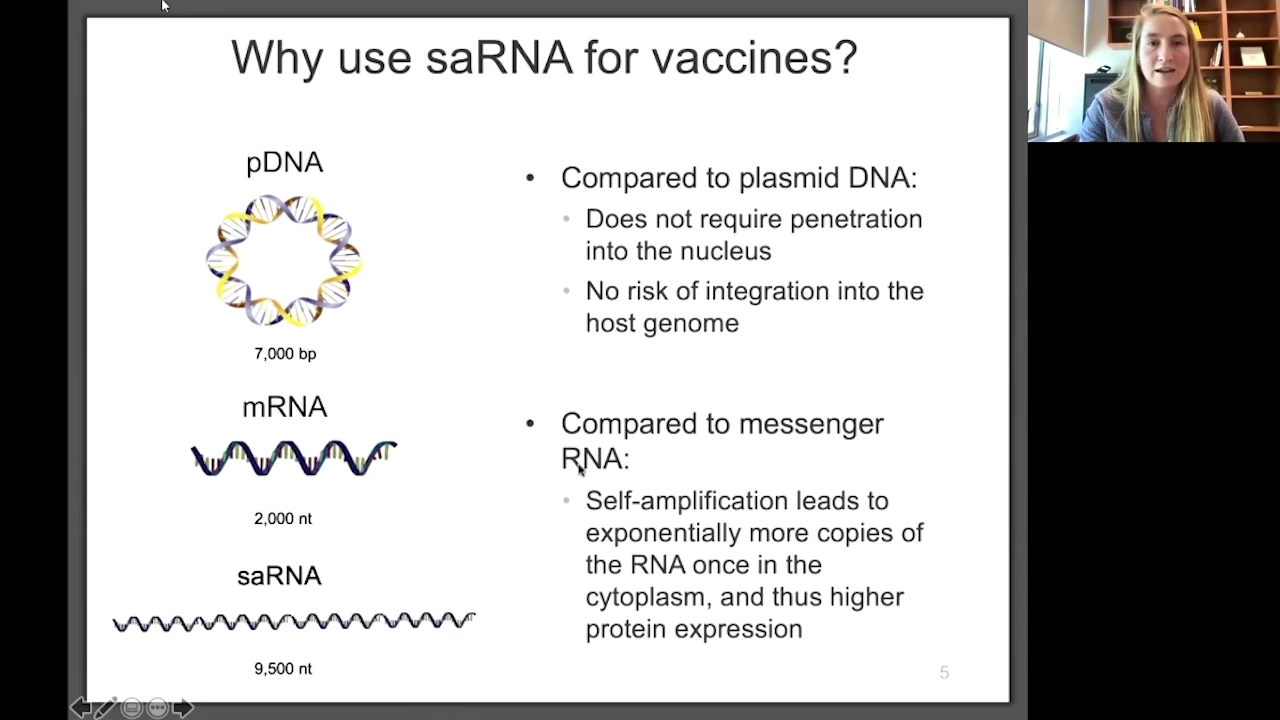 Why use saRNA for vaccines?
pDNA
7,000 bp
mRNA
2,000 nt
saRNA
9,500 nt
• Compared to plasmid DNA:
• Does not require penetration
into the nucleus
• No risk of integration into the
host genome
• Compared to messenger
RNA:
• Self-amplification leads to
exponentially more copies of
the RNA once in the
cytoplasm, and thus higher
protein expression
5